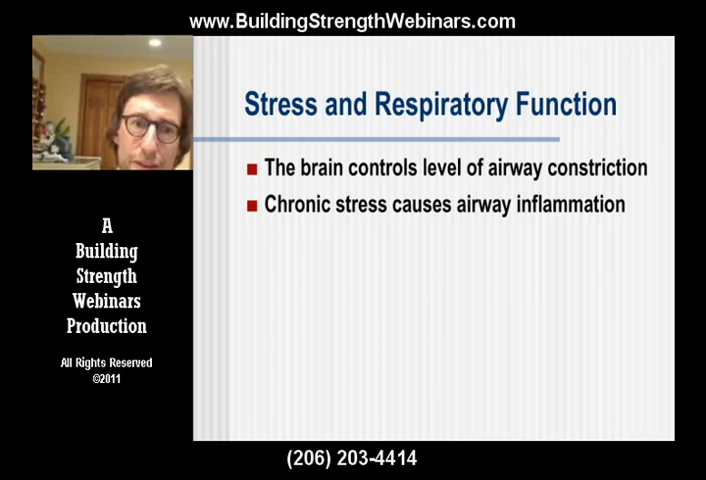 www.BuildingStrengthWebinars.com
Stress and Respiratory Function
■ The brain controls level of airway constriction
■ Chronic stress causes airway inflammation
A
Building
Strength
Webinars
Production
All Rights Reserved
©2011
(206) 203-4414